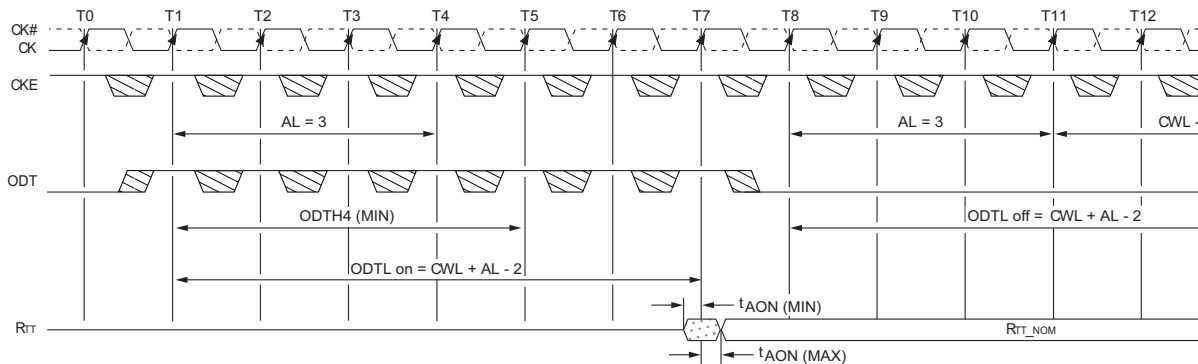 T0 T1 T2 T3 T4 T5 T6 T7 T8 T9 T10 T11 T12
CK#
CK
CKE
AL = 3 AL = 3 CWL -
ODT
ODTH4 (MIN) ODTL off = CWL + AL - 2
ODTL on = CWL + AL - 2
tAON (MIN)
RTT RTT_NOM
tAON (MAX)